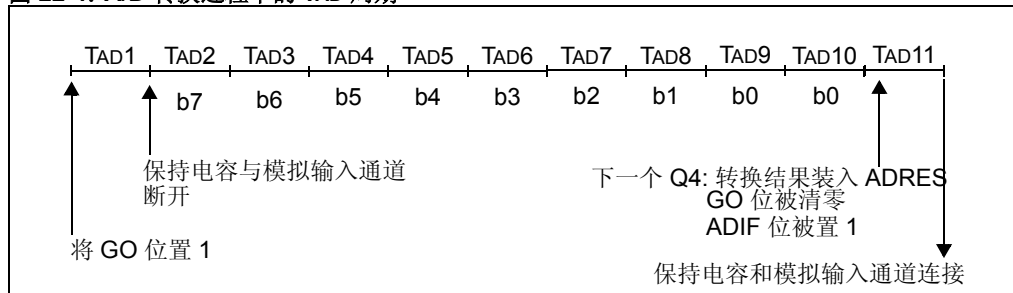 图 22-4: A/D 转换过程中的 TAD 周期
TAD1 TAD2 TAD3 TAD4 TAD5 TAD6 TAD7 TAD8 TAD9 TAD10 TAD11
b7 b6 b5 b4 b3 b2 b1 b0 b0
保持电容与模拟输入通道
断开
将 GO 位置 1
下一个 Q4: 转换结果装入 ADRES
GO 位被清零
ADIF 位被置 1
保持电容和模拟输入通道连接